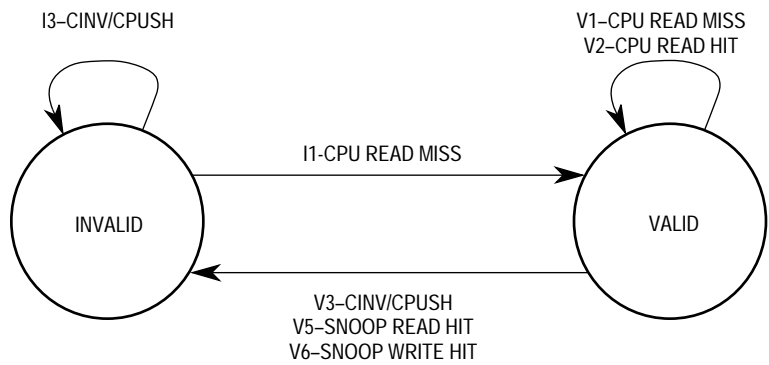 I3–CINV/CPUSH
V1–CPU READ MISS
V2–CPU READ HIT
I1-CPU READ MISS
INVALID
VALID
V3–CINV/CPUSH
V5–SNOOP READ HIT
V6–SNOOP WRITE HIT